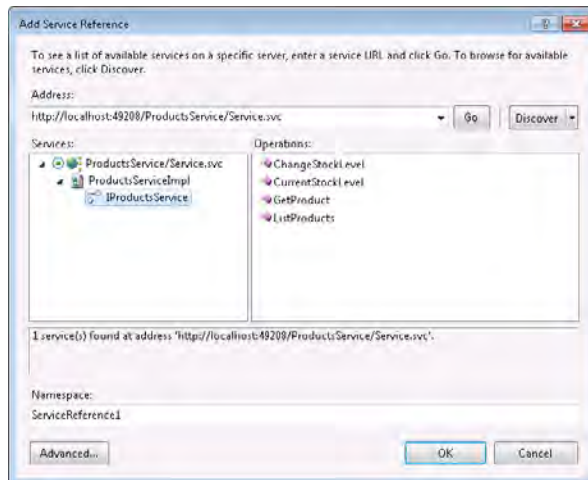 Add Service Reference
To see a list of available services on a specific server, enter a service URL and click Go. To browse for available
services, click Discover.
Address:
http://localhost:49208/ProductsService/Service.svc
Go
Discover
Services:
Operations:
ProductsService/Service.svc
ProductsServiceImpl
IProductsService
ChangeStockLevel
CurrentStockLevel
GetProduct
ListProducts
1 service(s) found at address 'http://localhost:49208/ProductsService/Service.svc'.
Namespace:
ServiceReference1
Advanced...
OK
Cancel